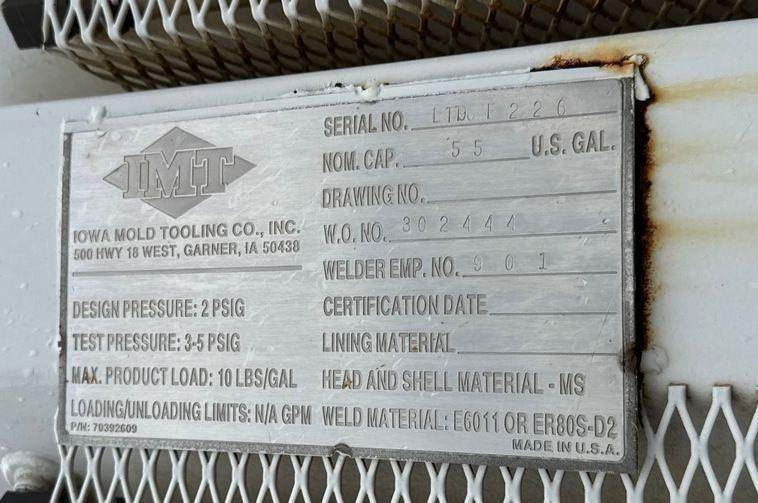 IMT
IOWA MOLD TOOLING CO., INC.
500 HWY 18 WEST, GARNER, IA 50438
DESIGN PRESSURE: 2 PSIG
TEST PRESSURE: 3-5 PSIG
MAX. PRODUCT LOAD: 10 LBS/GAL
LOADING/UNLOADING LIMITS: N/A GPM
P/N: 70392609
SERIAL NO.
NOM. CAP. 55 U.S. GAL.
DRAWING NO.
W.O. NO. 302444
WELDER EMP. NO. 901
CERTIFICATION DATE
LINING MATERIAL
HEAD AND SHELL MATERIAL - MS
WELD MATERIAL: E6011 OR ER80S-D2
MADE IN U.S.A.